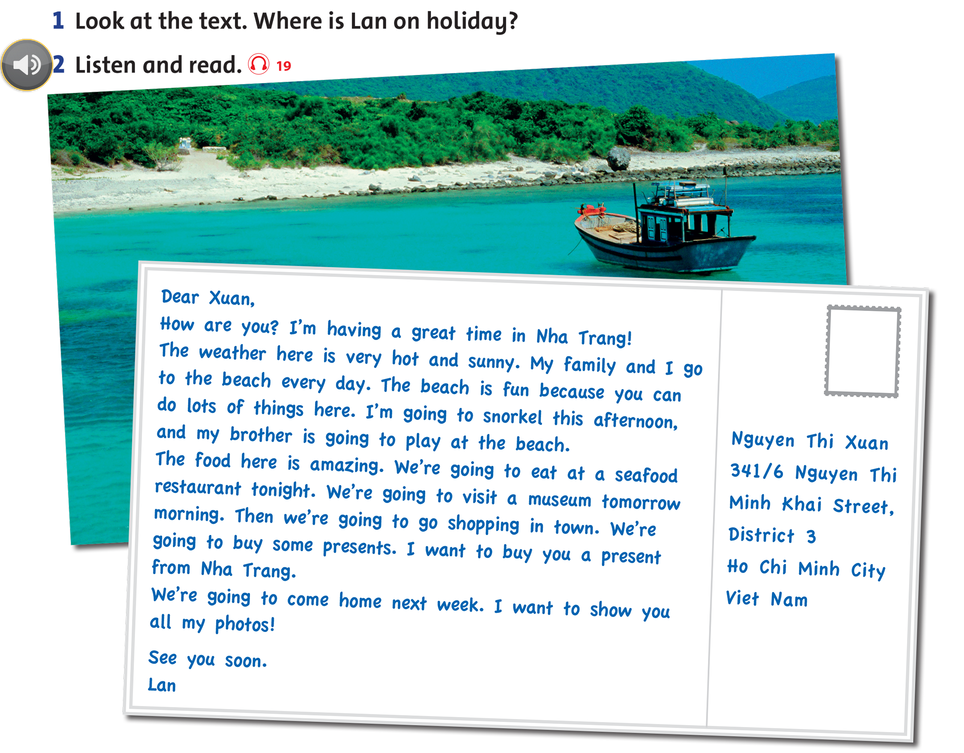 1 Look at the text. Where is Lan on holiday?
2 Listen and read. 19
Dear Xuan,
How are you? I'm having a great time in Nha Trang!
The weather here is very hot and sunny. My family and I go
to the beach every day. The beach is fun because you can
do lots of things here. I'm going to snorkel this afternoon,
and my brother is going to play at the beach.
The food here is amazing. We're going to eat at a seafood
restaurant tonight. We're going to visit a museum tomorrow
morning. Then we're going to go shopping in town. We're
going to buy some presents. I want to buy you a present
from Nha Trang.
We're going to come home next week. I want to show you
all my photos!
See you soon.
Lan
Nguyen Thi Xuan
341/6 Nguyen Thi
Minh Khai Street,
District 3
Ho Chi Minh City
Viet Nam